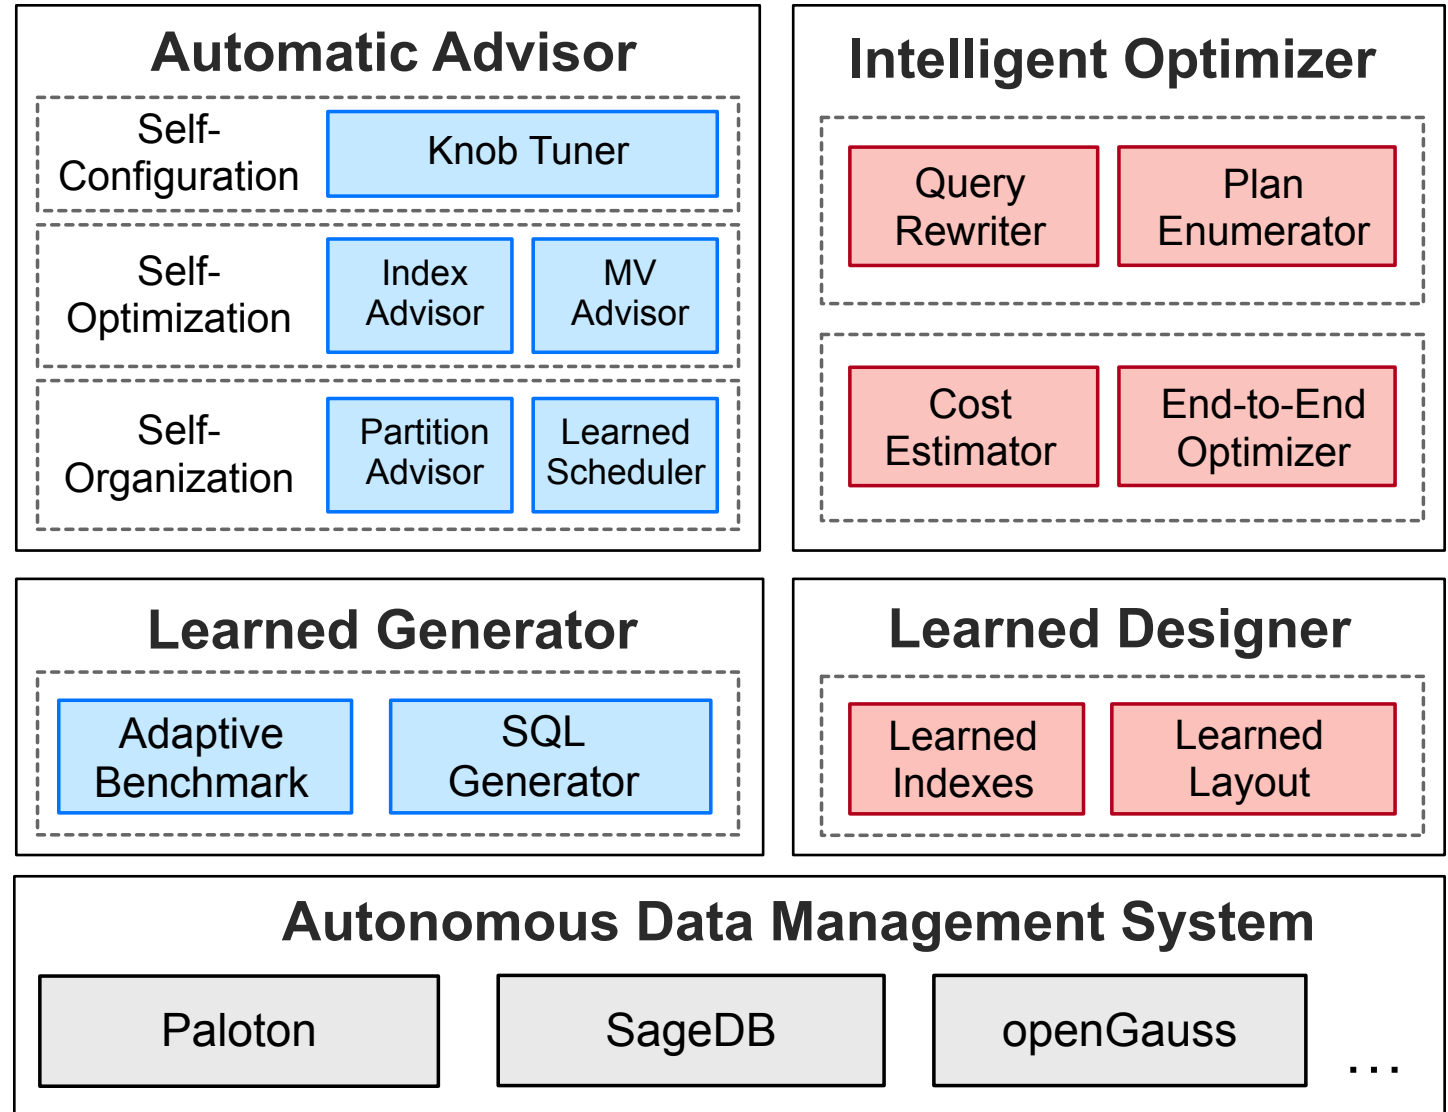 Automatic Advisor
Self-
Configuration
Knob Tuner
Self-
Optimization
Index
Advisor
MV
Advisor
Self-
Organization
Partition
Advisor
Learned
Scheduler
Intelligent Optimizer
Query
Rewriter
Plan
Enumerator
Cost
Estimator
End-to-End
Optimizer
Learned Generator
Adaptive
Benchmark
SQL
Generator
Learned Designer
Learned
Indexes
Learned
Layout
Autonomous Data Management System
Paloton
SageDB
openGauss
...